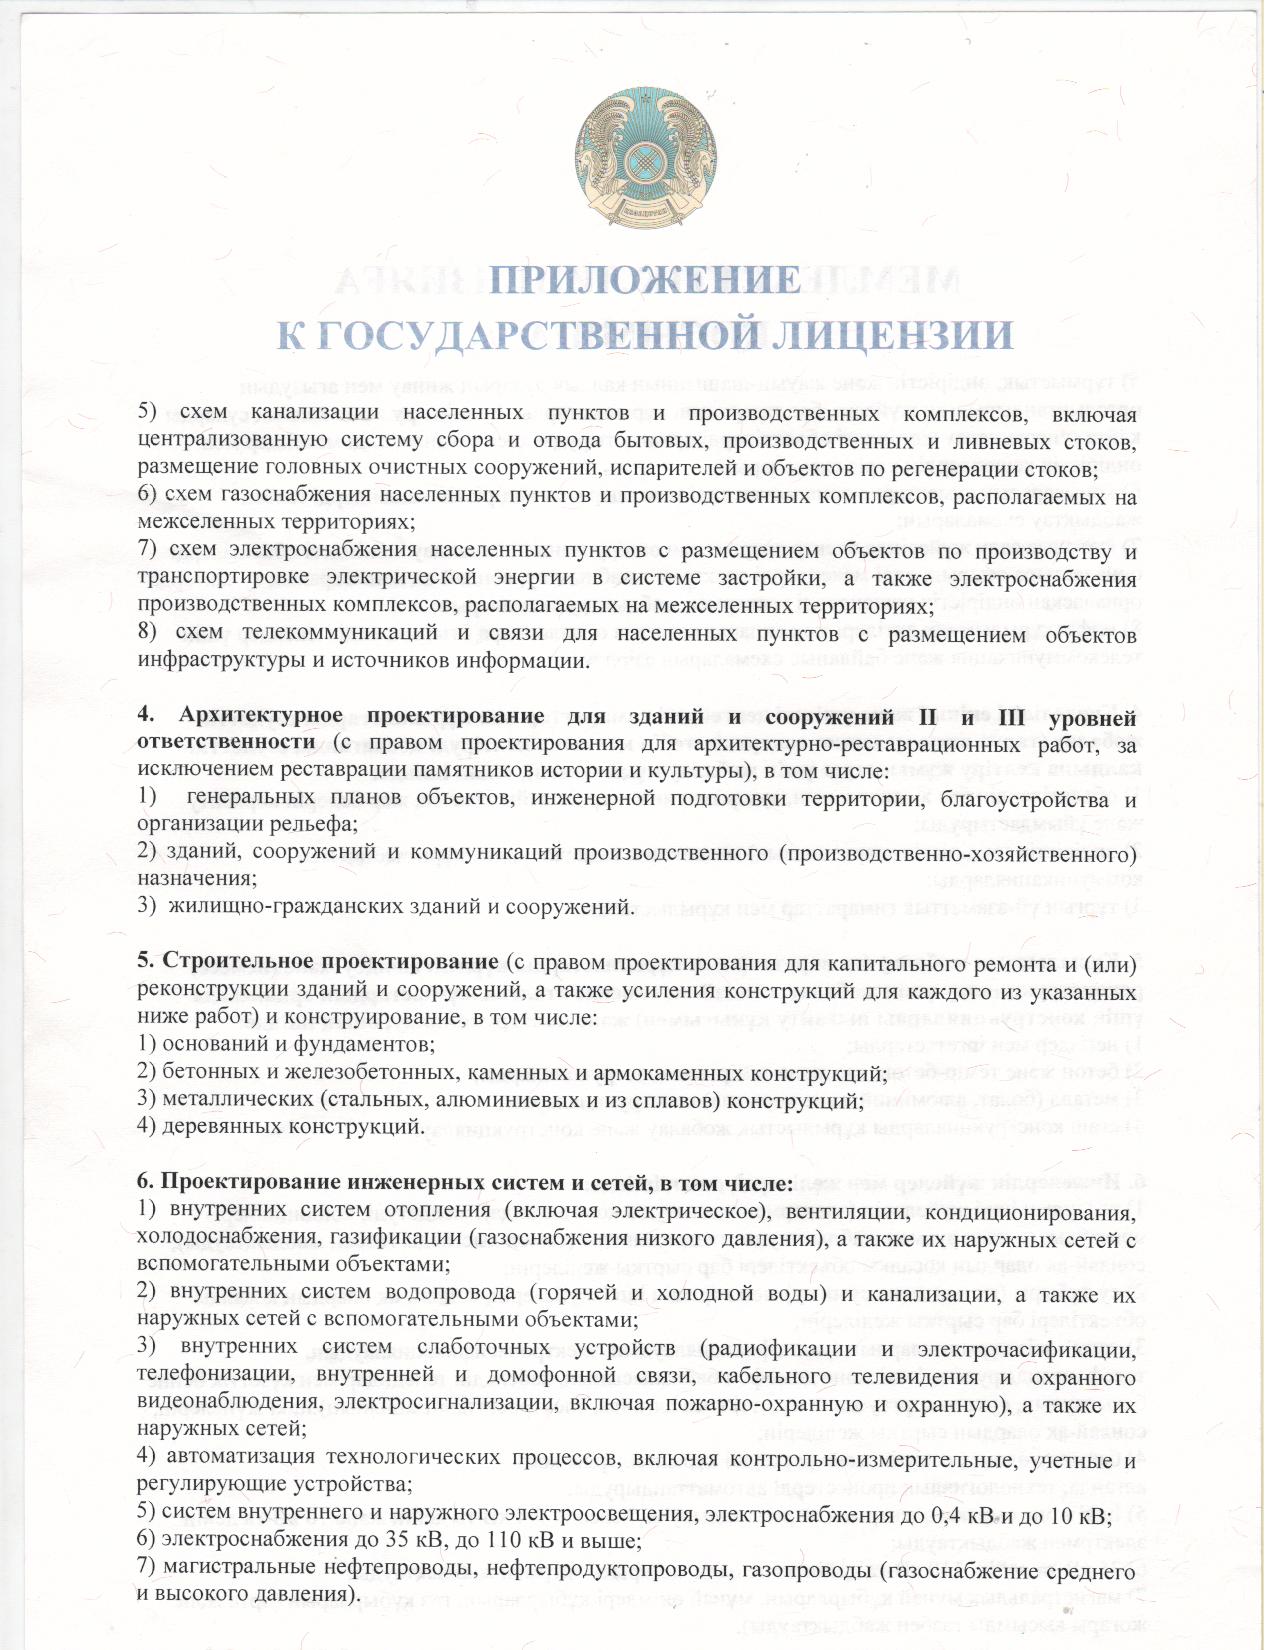 ПРИЛОЖЕНИЕ
К ГОСУДАРСТВЕННОЙ ЛИЦЕНЗИИ
5) схем канализации населенных пунктов и производственных комплексов, включая
централизованную систему сбора и отвода бытовых, производственных и ливневых стоков,
размещение головных очистных сооружений, испарителей и объектов по регенерации стоков;
6) схем газоснабжения населенных пунктов и производственных комплексов, располагаемых на
межселенных территориях;
7) схем электроснабжения населенных пунктов с размещением объектов по производству и
транспортировке электрической энергии в системе застройки, а также электроснабжения
производственных комплексов, располагаемых на межселенных территориях;
8) схем телекоммуникаций и связи для населенных пунктов с размещением объектов
инфраструктуры и источников информации.
4. Архитектурное проектирование для зданий и сооружений II и III уровней
ответственности (с правом проектирования для архитектурно-реставрационных работ, за
исключением реставрации памятников истории и культуры), в том числе:
1) генеральных планов объектов, инженерной подготовки территории, благоустройства и
организации рельефа;
2) зданий, сооружений и коммуникаций производственного (производственно-хозяйственного)
назначения;
3) жилищно-гражданских зданий и сооружений.
5. Строительное проектирование (с правом проектирования для капитального ремонта и (или)
реконструкции зданий и сооружений, а также усиления конструкций для каждого из указанных
ниже работ) и конструирование, в том числе:
1) оснований и фундаментов;
2) бетонных и железобетонных, каменных и армокаменных конструкций;
3) металлических (стальных, алюминиевых и из сплавов) конструкций;
4) деревянных конструкций.
6. Проектирование инженерных систем и сетей, в том числе:
1) внутренних систем отопления (включая электрическое), вентиляции, кондиционирования,
холодоснабжения, газификации (газоснабжения низкого давления), а также их наружных сетей с
вспомогательными объектами;
2) внутренних систем водопровода (горячей и холодной воды) и канализации, а также их
наружных сетей с вспомогательными объектами;
3) внутренних систем слаботочных устройств (радиофикации и электрочасификации,
телефонизации, внутренней и домофонной связи, кабельного телевидения и охранного
видеонаблюдения, электросигнализации, включая пожарно-охранную и охранную), а также их
наружных сетей;
4) автоматизация технологических процессов, включая контрольно-измерительные, учетные и
регулирующие устройства;
5) систем внутреннего и наружного электроосвещения, электроснабжения до 0,4 кВ и до 10 кВ;
6) электроснабжения до 35 кВ, до 110 кВ и выше;
7) магистральные нефтепроводы, нефтепродуктопроводы, газопроводы (газоснабжение среднего
и высокого давления).